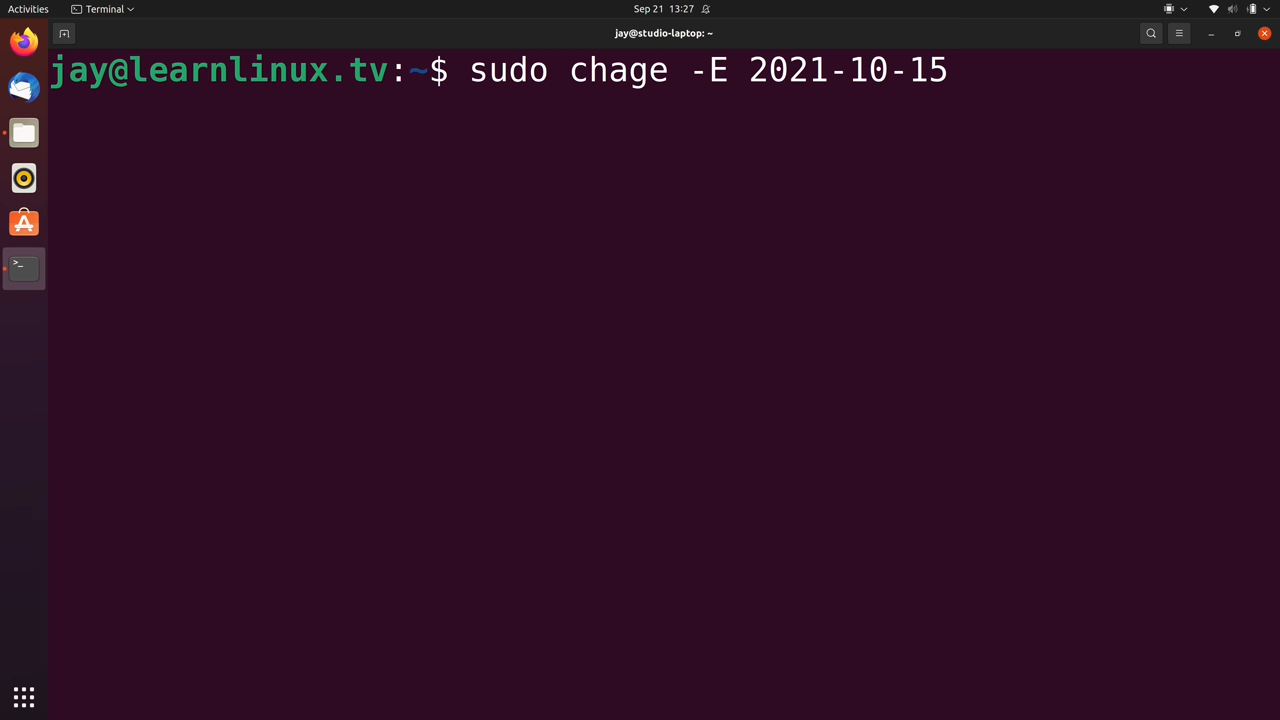 Activities
Terminal
Sep 21 13:27
jay@studio-laptop: ~
jay@learnlinux.tv:~$ sudo chage -E 2021-10-15
>_